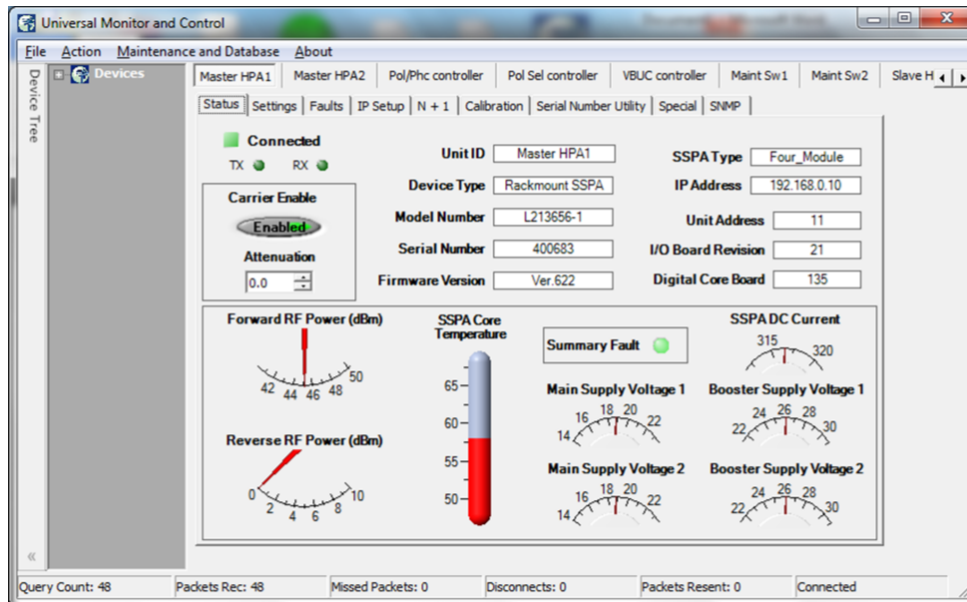 Universal Monitor and Control
File Action Maintenance and Database About
Device Tree
Devices
Master HPA1 Master HPA2 Pol/Phc controller Pol Sel controller VBUC controller Maint Sw1 Maint Sw2 Slave H
Status Settings Faults IP Setup N + 1 Calibration Serial Number Utility Special SNMP
Connected
TX RX
Carrier Enable
Enabled
Attenuation
0.0
Unit ID Master HPA1
Device Type Rackmount SSPA
Model Number L213656-1
Serial Number 400683
Firmware Version Ver.622
SSPA Type Four_Module
IP Address 192.168.0.10
Unit Address 11
I/O Board Revision 21
Digital Core Board 135
Forward RF Power (dBm)
42 44 46 48 50
Reverse RF Power (dBm)
0 2 4 6 8 10
SSPA Core
Temperature
65
60
55
50
Summary Fault
Main Supply Voltage 1
14 16 18 20 22
Main Supply Voltage 2
14 16 18 20 22
SSPA DC Current
315 320
Booster Supply Voltage 1
22 24 26 28 30
Booster Supply Voltage 2
22 24 26 28 30
«
Query Count: 48 Packets Rec: 48 Missed Packets: 0 Disconnects: 0 Packets Resent: 0 Connected